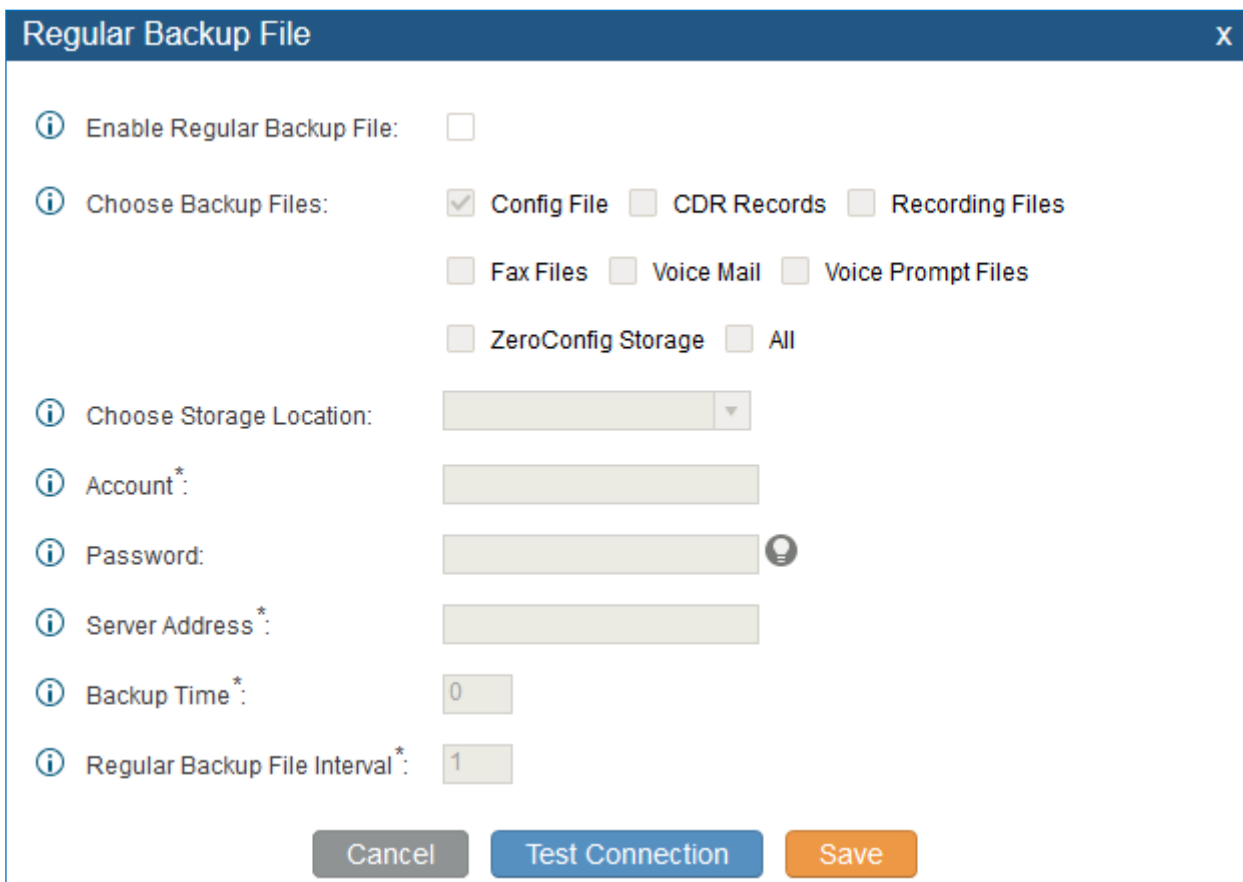 Regular Backup File X
Enable Regular Backup File:
Choose Backup Files: Config File CDR Records Recording Files
Fax Files Voice Mail Voice Prompt Files
ZeroConfig Storage All
Choose Storage Location:
Account*:
Password:
Server Address*:
Backup Time*: 0
Regular Backup File Interval*: 1
Cancel Test Connection Save